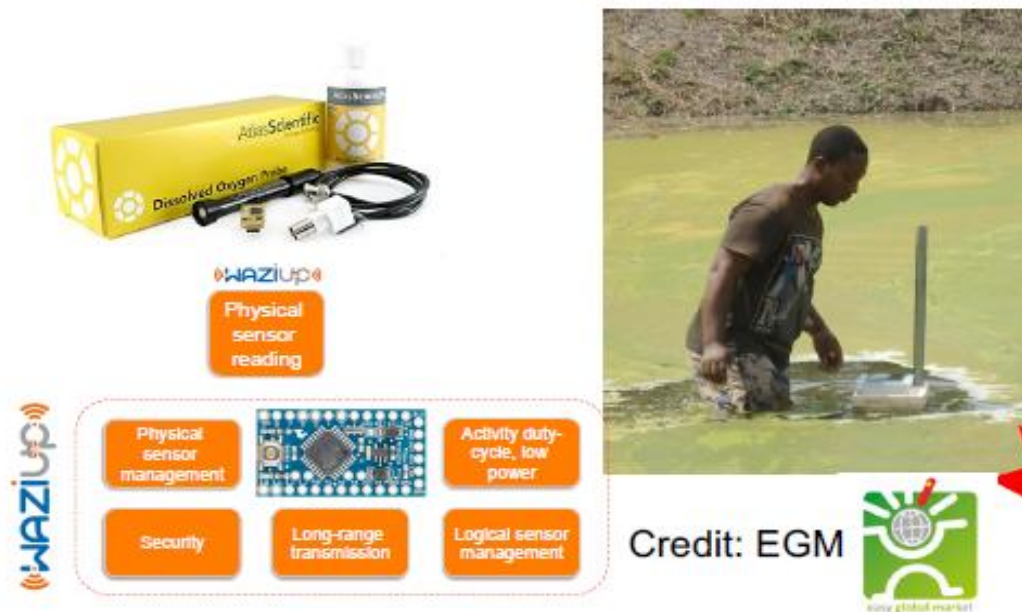 AtlasScientific
Dissolved Oxygen Probe
WAZIUP
Physical
sensor
reading
WAZIUP
Physical
sensor
management
Activity duty-
cycle, low
power
Security
Long-range
transmission
Logical sensor
management
Credit: EGM
easy global market